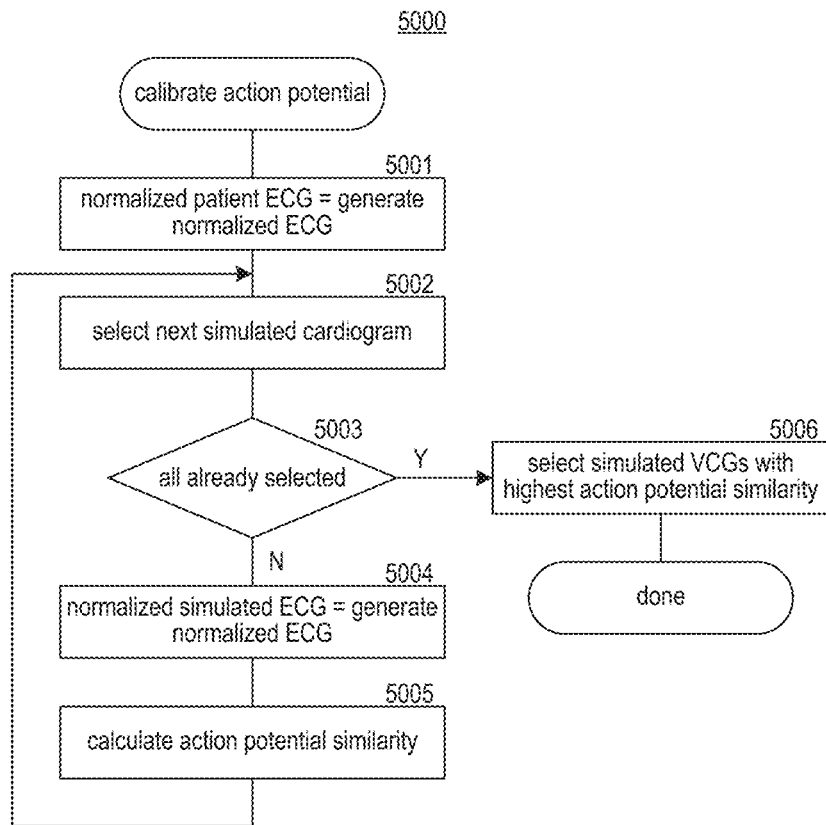 5000
calibrate action potential
5001
normalized patient ECG = generate
normalized ECG
5002
select next simulated cardiogram
5003
all already selected
Y
5006
select simulated VCGs with
highest action potential similarity
N
5004
normalized simulated ECG = generate
normalized ECG
done
5005
calculate action potential similarity